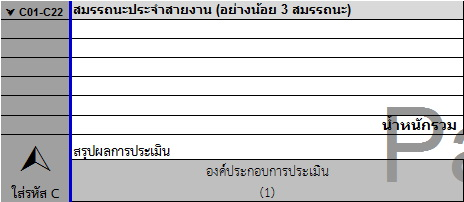 C01-C22 สมรรถนะประจำสายงาน (อย่างน้อย 3 สมรรถนะ)
น้ำหนักรวม
สรุปผลการประเมิน
องค์ประกอบการประเมิน
ใส่รหัส C (1)
Pa